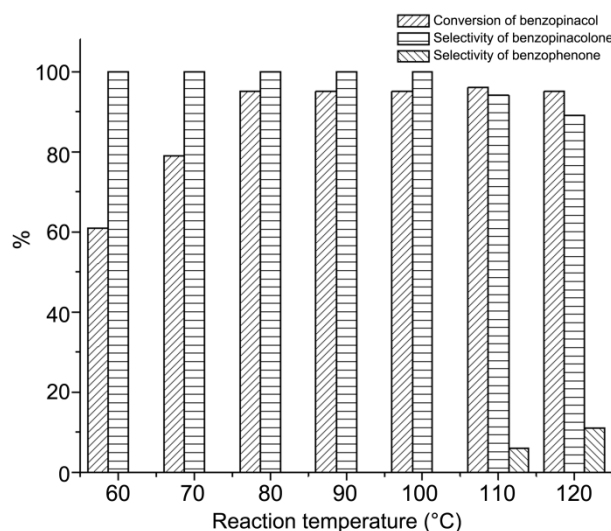 Conversion of benzopinacol
Selectivity of benzopinacolone
Selectivity of benzophenone
100
80
60
40
20
0
%
60 70 80 90 100 110 120
Reaction temperature (°C)